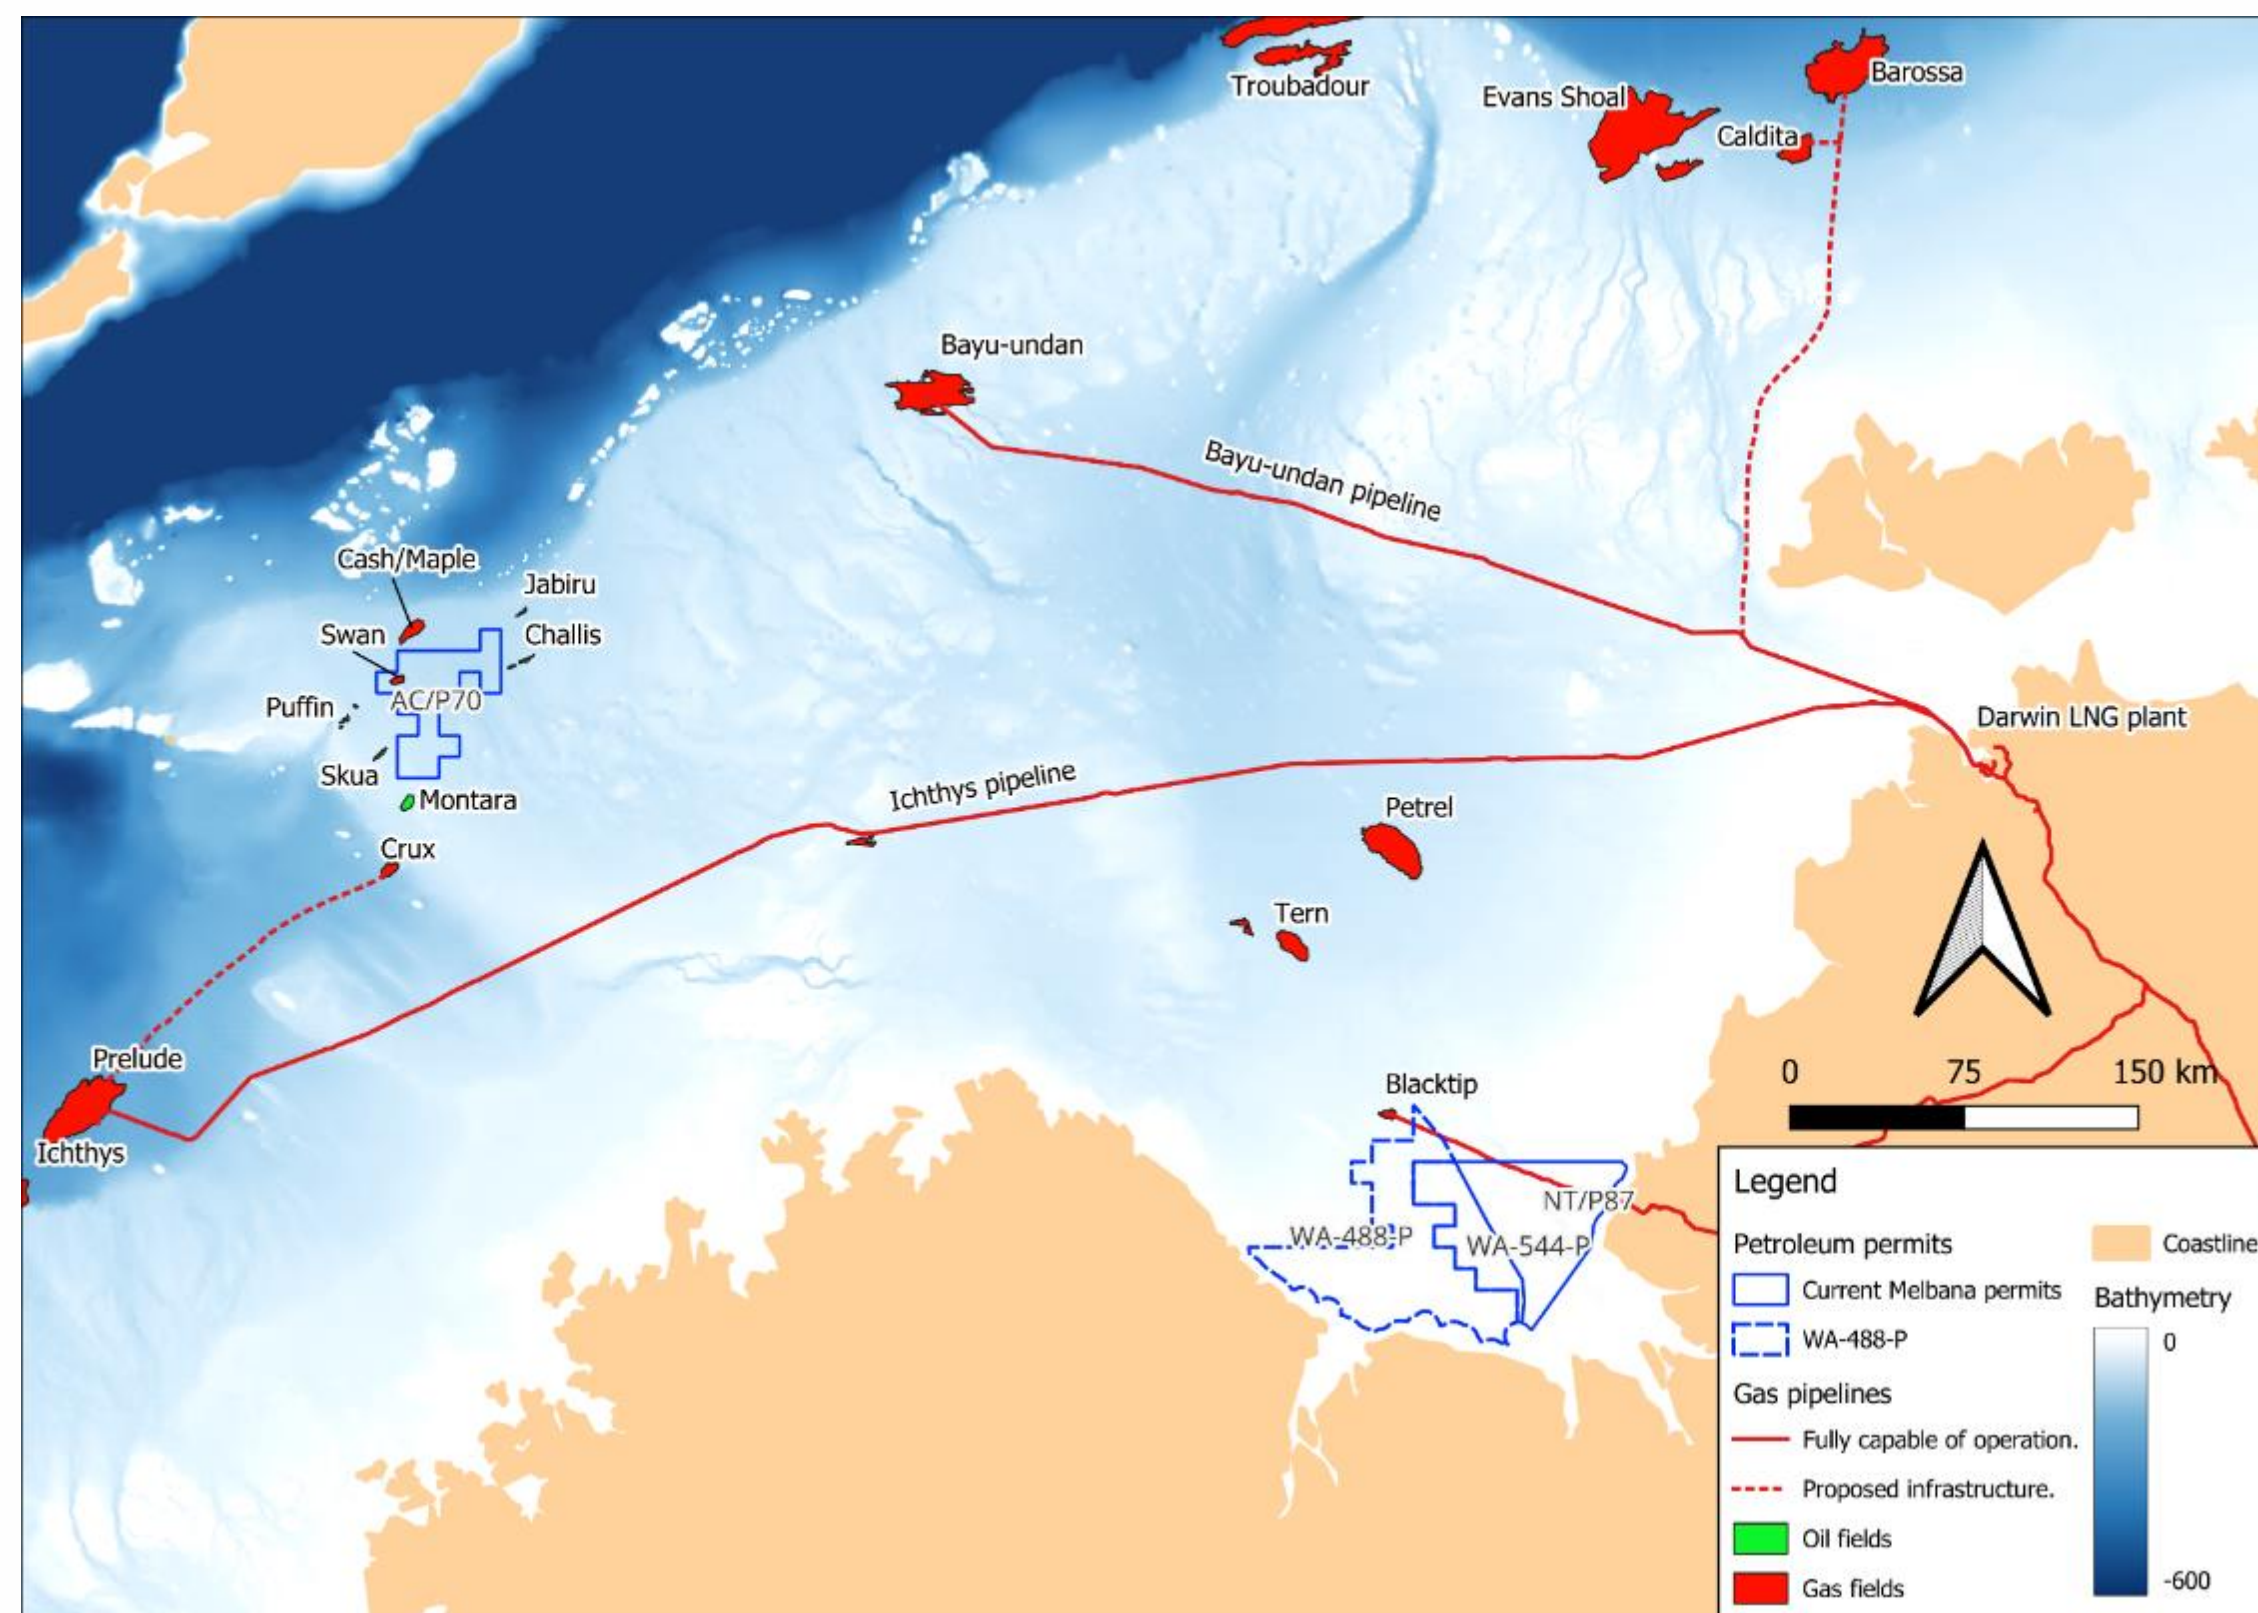 Troubadour
Evans Shoal
Barossa
Caldita
Bayu-undan
Bayu-undan pipeline
Cash/Maple
Jabiru
Swan
Challis
AC/P70
Puffin
Skua
Montara
Crux
Darwin LNG plant
Ichthys pipeline
Petrel
Tern
Prelude
Ichthys
Blacktip
0 75 150 km
NT/P87
WA-488-P
WA-544-P
Legend
Petroleum permits
Current Melbana permits
WA-488-P
Gas pipelines
Fully capable of operation.
Proposed infrastructure.
Oil fields
Gas fields
Coastline
Bathymetry
0
-600